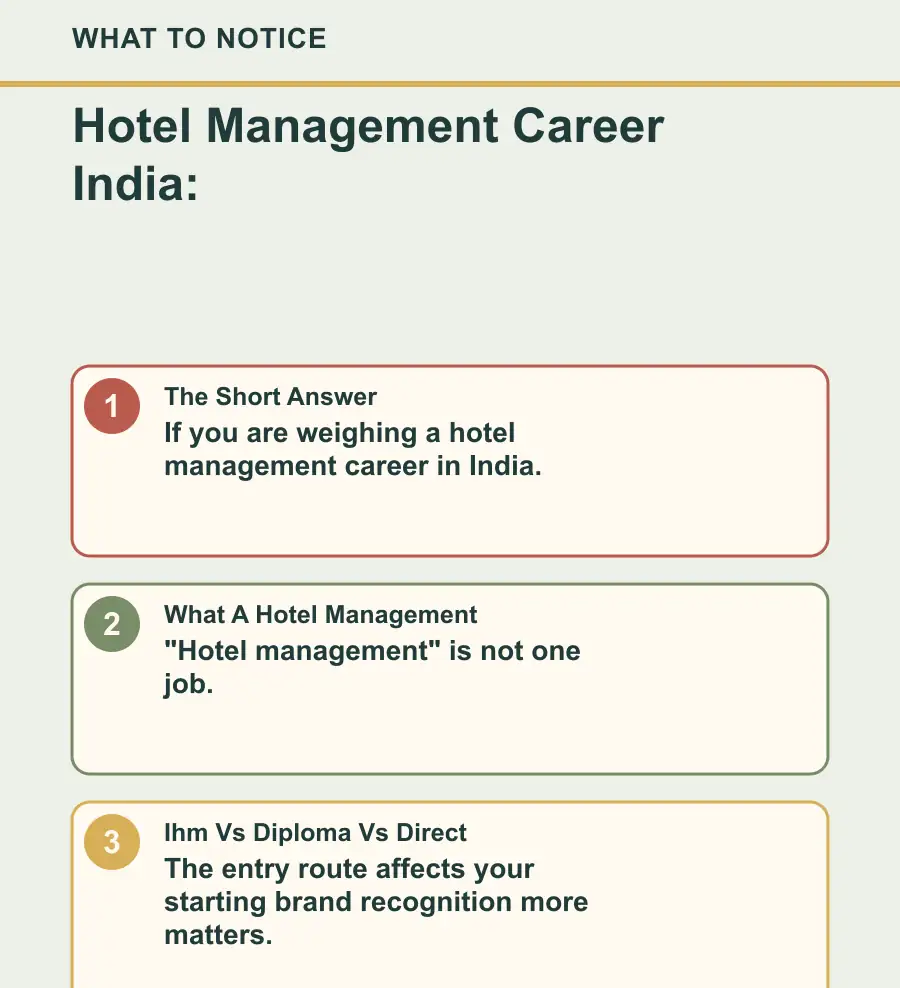 WHAT TO NOTICE
Hotel Management Career
India:
1
The Short Answer
If you are weighing a hotel
management career in India.
2
What A Hotel Management
"Hotel management" is not one
job.
3
Ihm Vs Diploma Vs Direct
The entry route affects your
starting brand recognition more
matters.